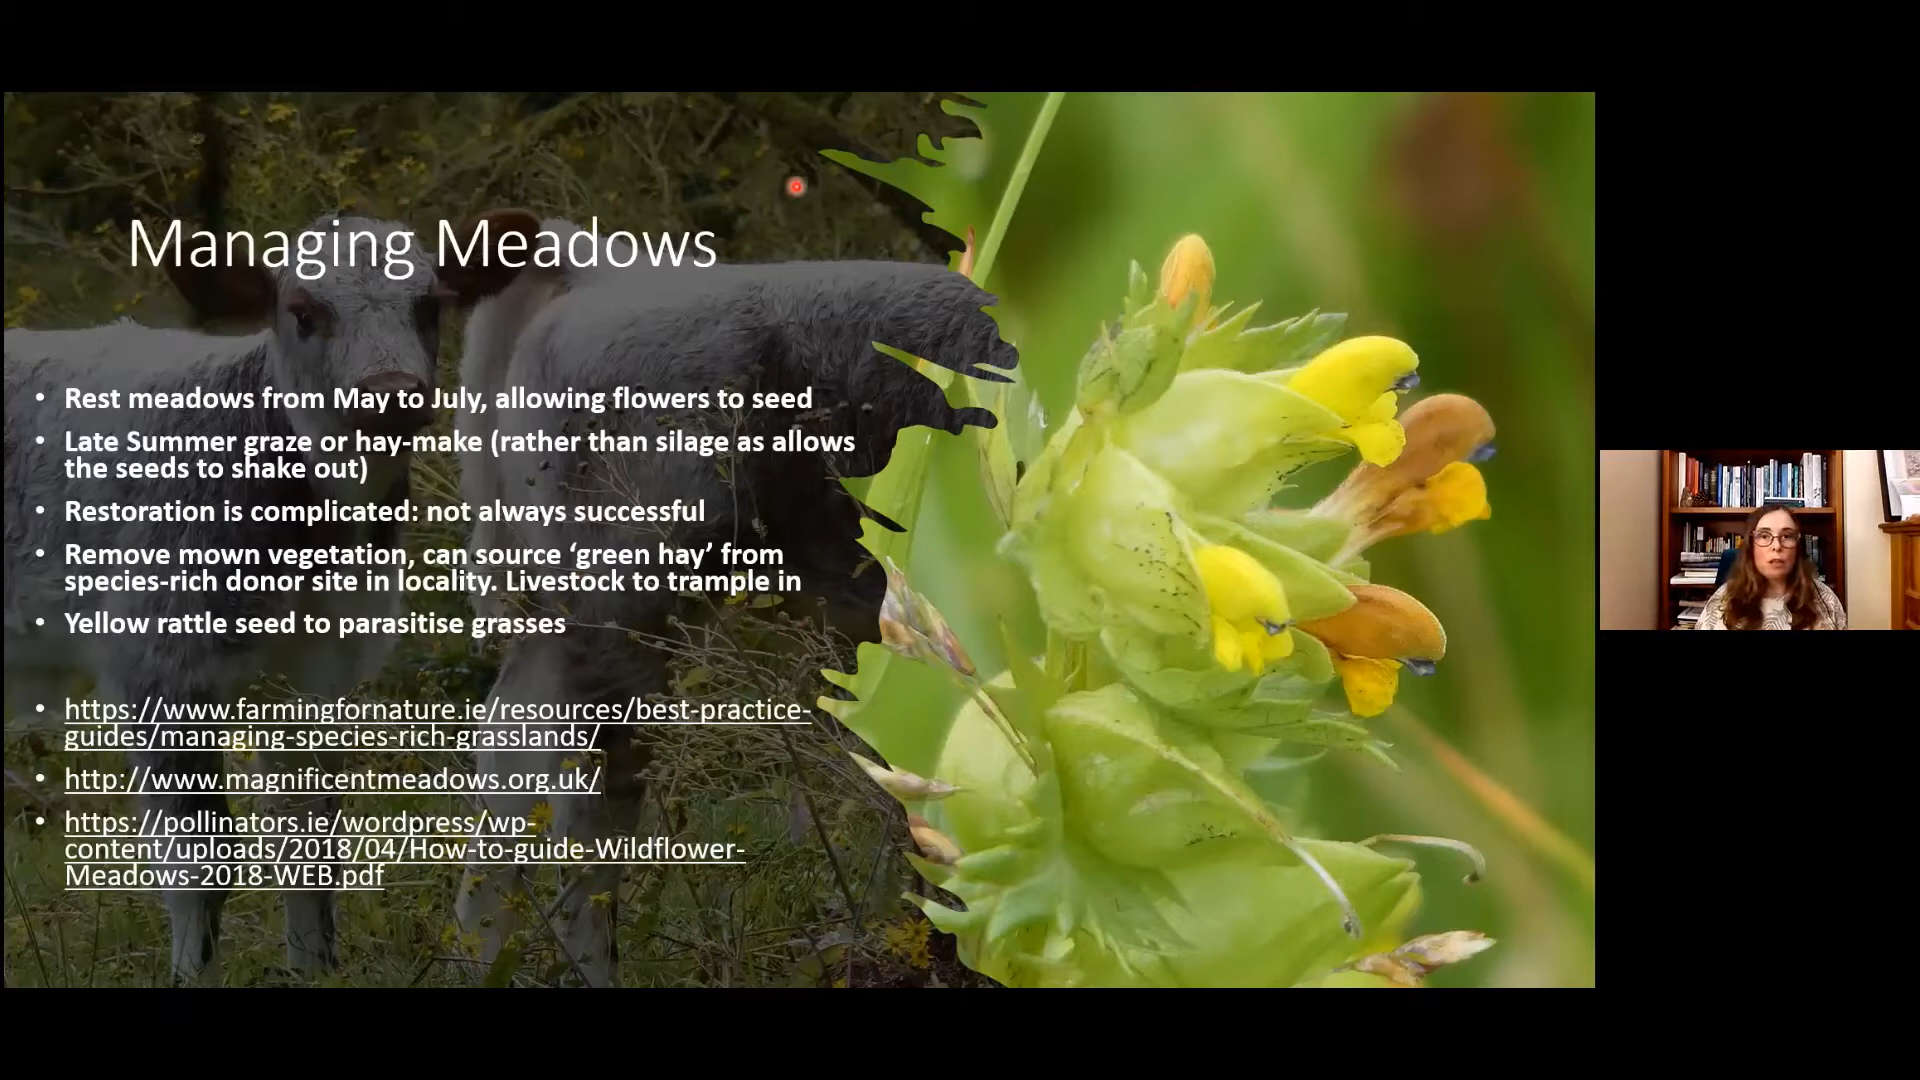 Managing Meadows
• Rest meadows from May to July, allowing flowers to seed
• Late Summer graze or hay-make (rather than silage as allows
the seeds to shake out)
• Restoration is complicated: not always successful
• Remove mown vegetation, can source ‘green hay’ from
species-rich donor site in locality. Livestock to trample in
• Yellow rattle seed to parasitise grasses
• https://www.farmingfornature.ie/resources/best-practice-
guides/managing-species-rich-grasslands/
• http://www.magnificentmeadows.org.uk/
• https://pollinators.ie/wordpress/wp-
content/uploads/2018/04/How-to-guide-Wildflower-
Meadows-2018-WEB.pdf